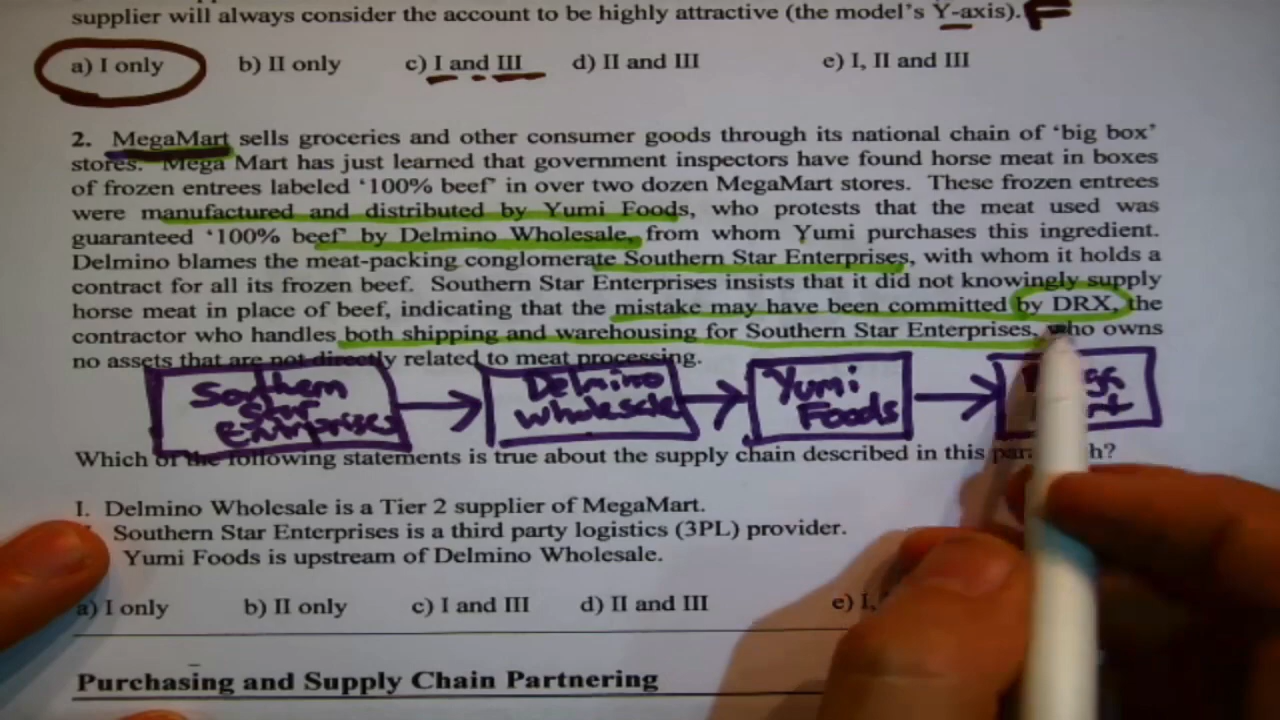 supplier will always consider the account to be highly attractive (the model's Y-axis). F
a) I only b) II only c) I and III d) II and III e) I, II and III
2. MegaMart sells groceries and other consumer goods through its national chain of 'big box'
stores. Mega Mart has just learned that government inspectors have found horse meat in boxes
of frozen entrees labeled '100% beef' in over two dozen MegaMart stores. These frozen entrees
were manufactured and distributed by Yumi Foods, who protests that the meat used was
guaranteed '100% beef' by Delmino Wholesale, from whom Yumi purchases this ingredient.
Delmino blames the meat-packing conglomerate Southern Star Enterprises, with whom it holds a
contract for all its frozen beef. Southern Star Enterprises insists that it did not knowingly supply
horse meat in place of beef, indicating that the mistake may have been committed by DRX, the
contractor who handles both shipping and warehousing for Southern Star Enterprises, who owns
no assets that are not directly related to meat processing.
Southern Star Enterprises
Delmino Wholesale
Yumi Foods
Which of the following statements is true about the supply chain described in this
I. Delmino Wholesale is a Tier 2 supplier of MegaMart.
Southern Star Enterprises is a third party logistics (3PL) provider.
Yumi Foods is upstream of Delmino Wholesale.
a) I only b) II only c) I and III d) II and III e) I,
Purchasing and Supply Chain Partnering